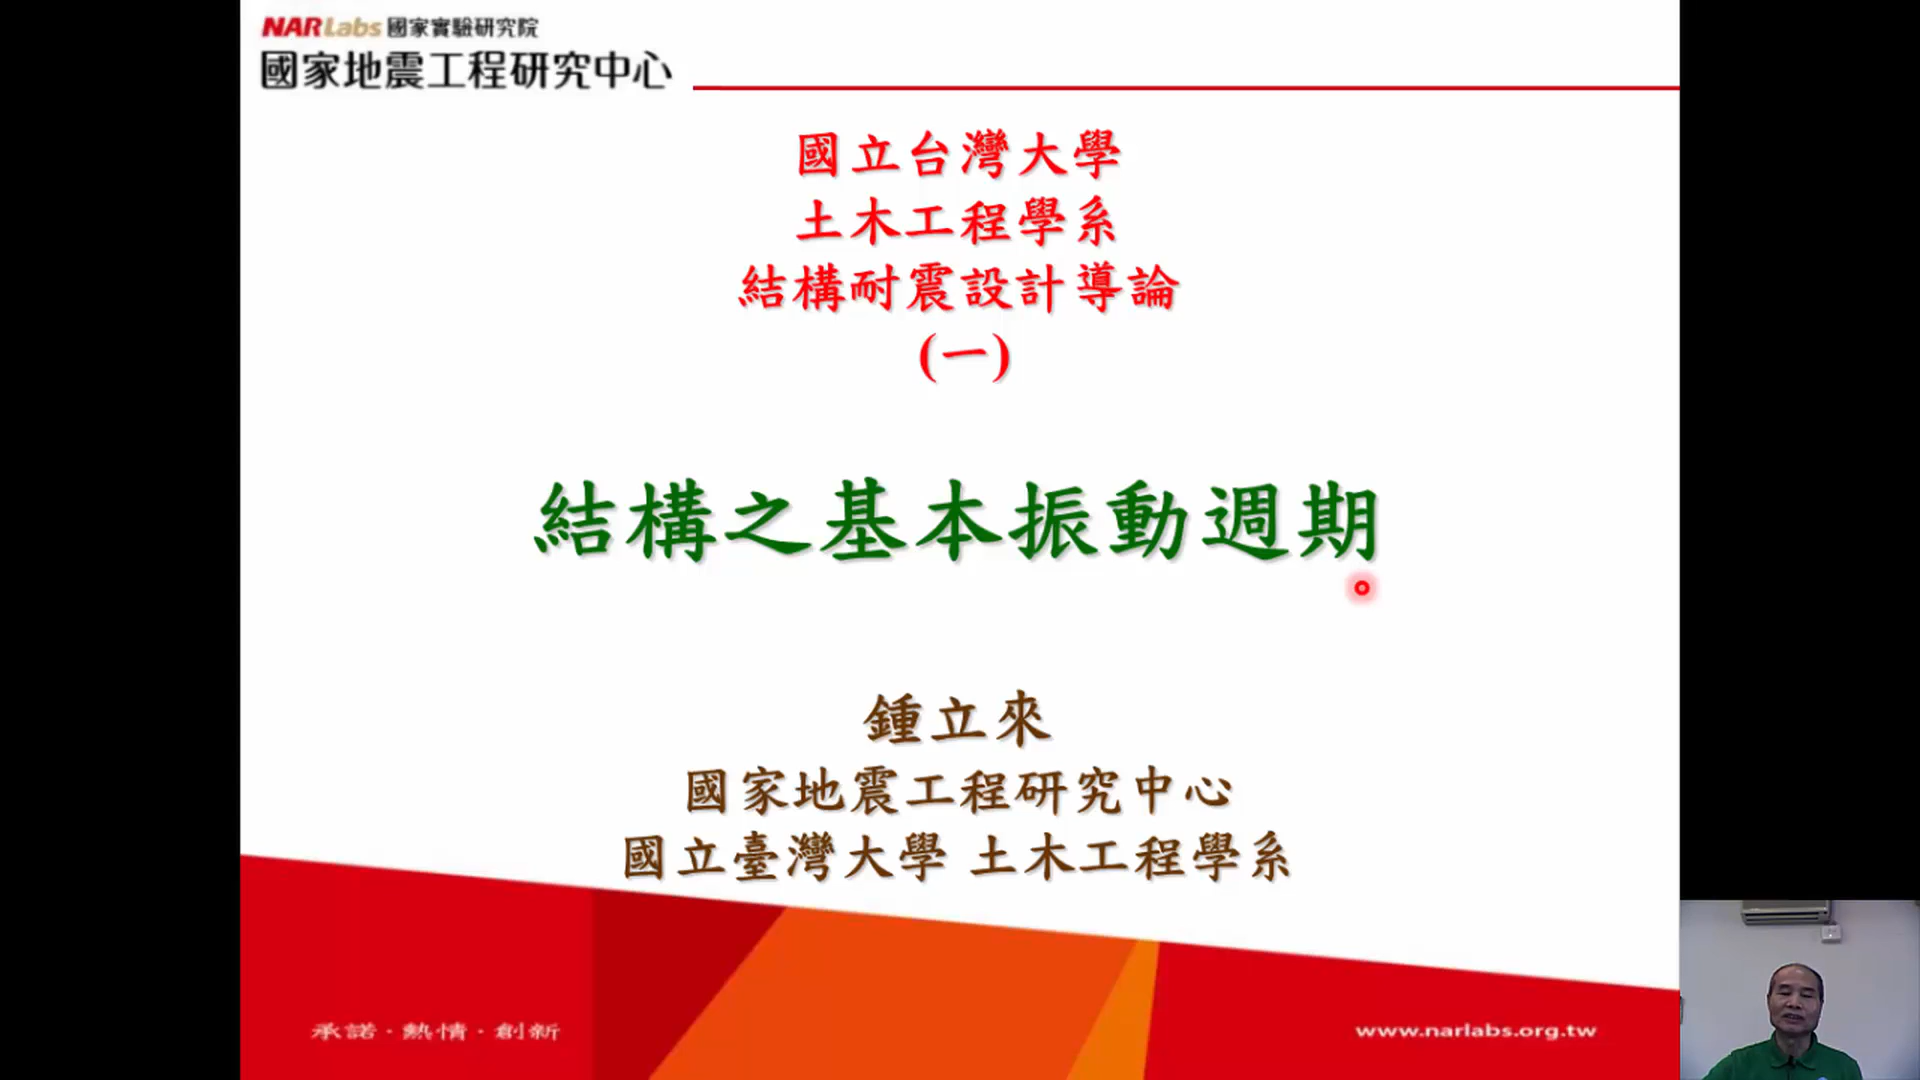 NARLabs 國家實驗研究院
國家地震工程研究中心
國立台灣大學
土木工程學系
結構耐震設計導論
(一)
結構之基本振動週期
鍾立來
國家地震工程研究中心
國立臺灣大學 土木工程學系
承諾·熱情·創新
www.narlabs.org.tw